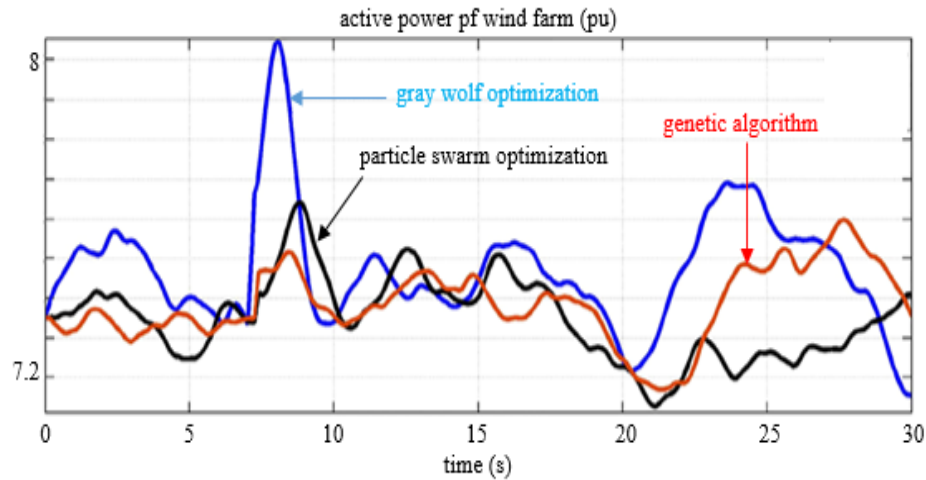 active power pf wind farm (pu)
8
gray wolf optimization
genetic algorithm
particle swarm optimization
7.2
0 5 10 15 20 25 30
time (s)